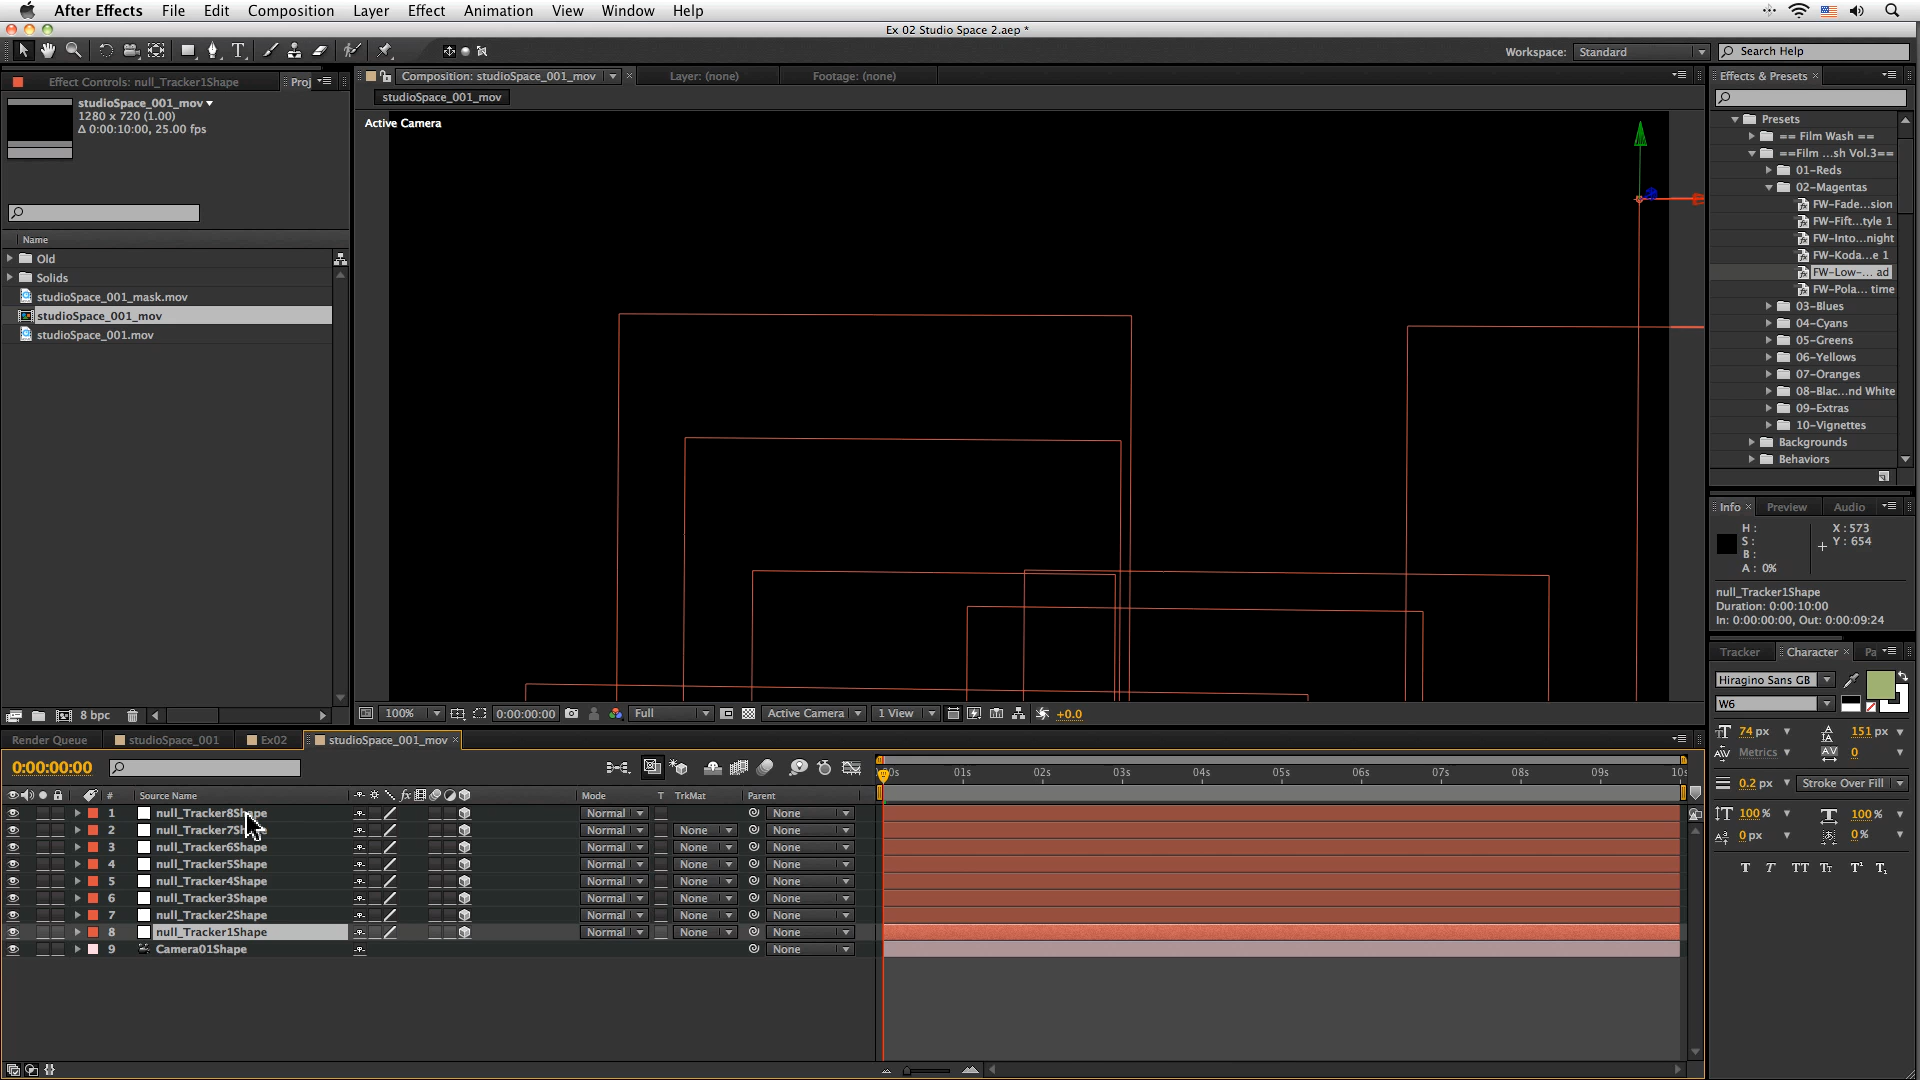 After Effects File Edit Composition Layer Effect Animation View Window Help
Ex 02 Studio Space 2.aep *
Workspace: Standard Search Help
Effect Controls: null_Tracker1Shape Proj
Composition: studioSpace_001_mov Layer: (none) Footage: (none)
Effects & Presets
studioSpace_001_mov
1280 x 720 (1.00)
Δ 0:00:10:00, 25.00 fps
studioSpace_001_mov
Active Camera
Name
Old
Solids
studioSpace_001_mask.mov
studioSpace_001_mov
studioSpace_001.mov
8 bpc
Presets
== Film Wash ==
==Film ...sh Vol.3==
01-Reds
02-Magentas
FW-Fade...sion
FW-Fift...tyle 1
FW-Into...night
FW-Koda...e 1
FW-Low-... ad
FW-Pola... time
03-Blues
04-Cyans
05-Greens
06-Yellows
07-Oranges
08-Blac...nd White
09-Extras
10-Vignettes
Backgrounds
Behaviors
Info Preview Audio
H :
S :
B :
A : 0%
X : 573
Y : 654
null_Tracker1Shape
Duration: 0:00:10:00
In: 0:00:00:00, Out: 0:00:09:24
Tracker Character Pa
Hiragino Sans GB
W6
74 px 151 px
Metrics 0
0.2 px Stroke Over Fill
100 % 100 %
0 px 0 %
T T TT Tr T¹ T₁
100% 0:00:00:00 Full Active Camera 1 View +0.0
Render Queue studioSpace_001 Ex02 studioSpace_001_mov
0:00:00:00
# Source Name fx Mode T TrkMat Parent
00s 01s 02s 03s 04s 05s 06s 07s 08s 09s 10s
1 null_Tracker8Shape Normal None
2 null_Tracker7Shape Normal None None
3 null_Tracker6Shape Normal None None
4 null_Tracker5Shape Normal None None
5 null_Tracker4Shape Normal None None
6 null_Tracker3Shape Normal None None
7 null_Tracker2Shape Normal None None
8 null_Tracker1Shape Normal None None
9 Camera01Shape None